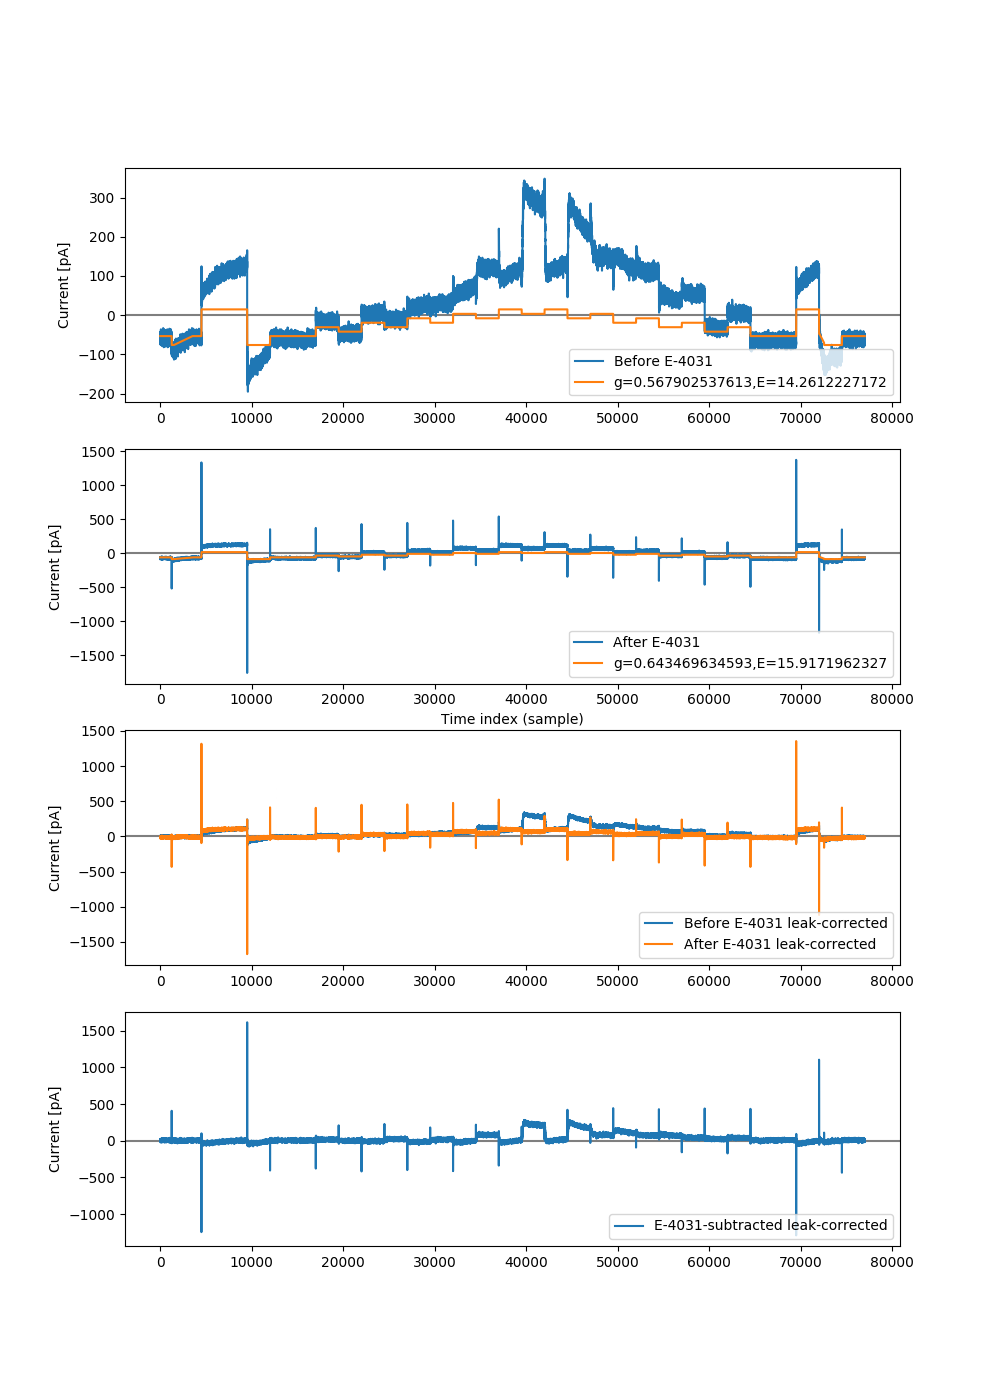 300
200
100
0
−100
−200
Current [pA]
Before E-4031
g=0.567902537613,E=14.2612227172
0 10000 20000 30000 40000 50000 60000 70000 80000
1500
1000
500
0
−500
−1000
−1500
Current [pA]
After E-4031
g=0.643469634593,E=15.9171962327
0 10000 20000 30000 40000 50000 60000 70000 80000
Time index (sample)
1500
1000
500
0
−500
−1000
−1500
Current [pA]
Before E-4031 leak-corrected
After E-4031 leak-corrected
0 10000 20000 30000 40000 50000 60000 70000 80000
1500
1000
500
0
−500
−1000
Current [pA]
E-4031-subtracted leak-corrected
0 10000 20000 30000 40000 50000 60000 70000 80000